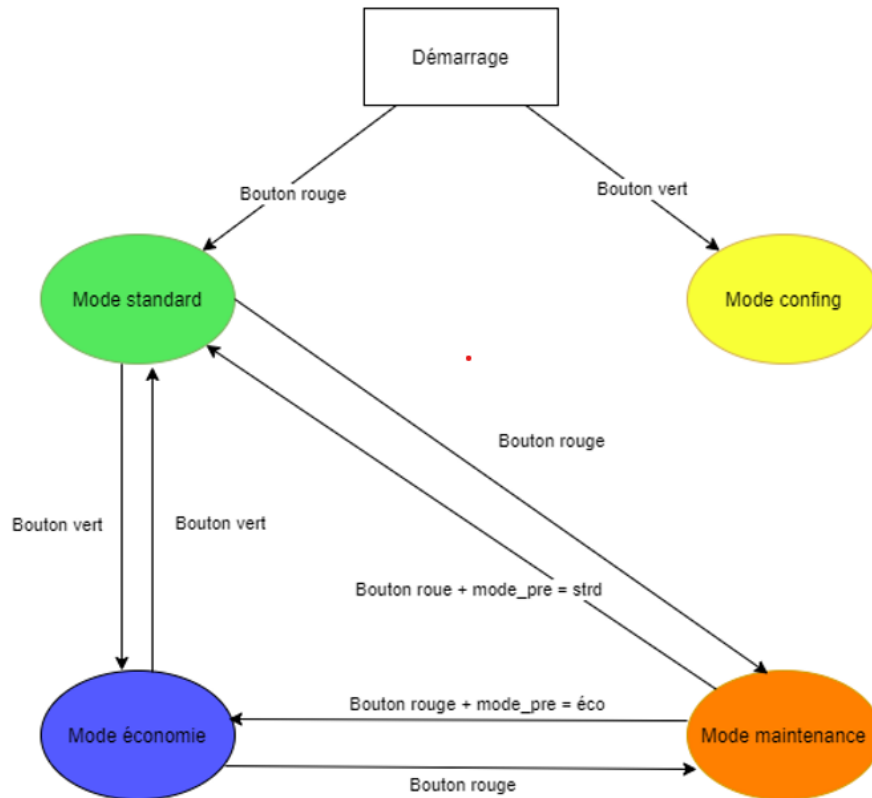 Démarrage
Bouton rouge
Bouton vert
Mode standard
Mode confing
Bouton rouge
Bouton vert
Bouton vert
Bouton roue + mode_pre = strd
Bouton rouge + mode_pre = éco
Mode économie
Mode maintenance
Bouton rouge